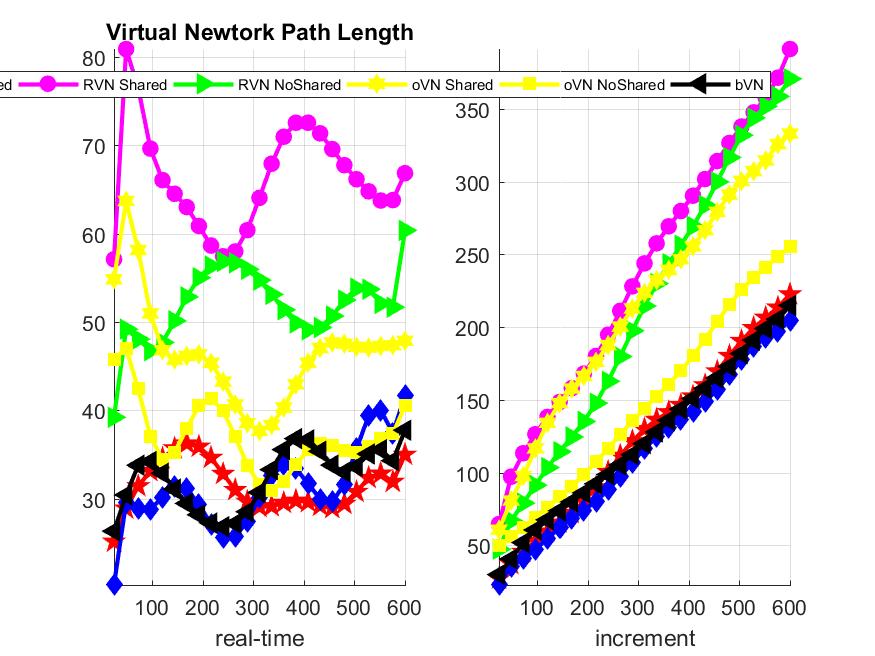 Virtual Newtork Path Length
ed RVN Shared RVN NoShared oVN Shared oVN NoShared bVN
80
70
60
50
40
30
100 200 300 400 500 600
real-time
350
300
250
200
150
100
50
100 200 300 400 500 600
increment